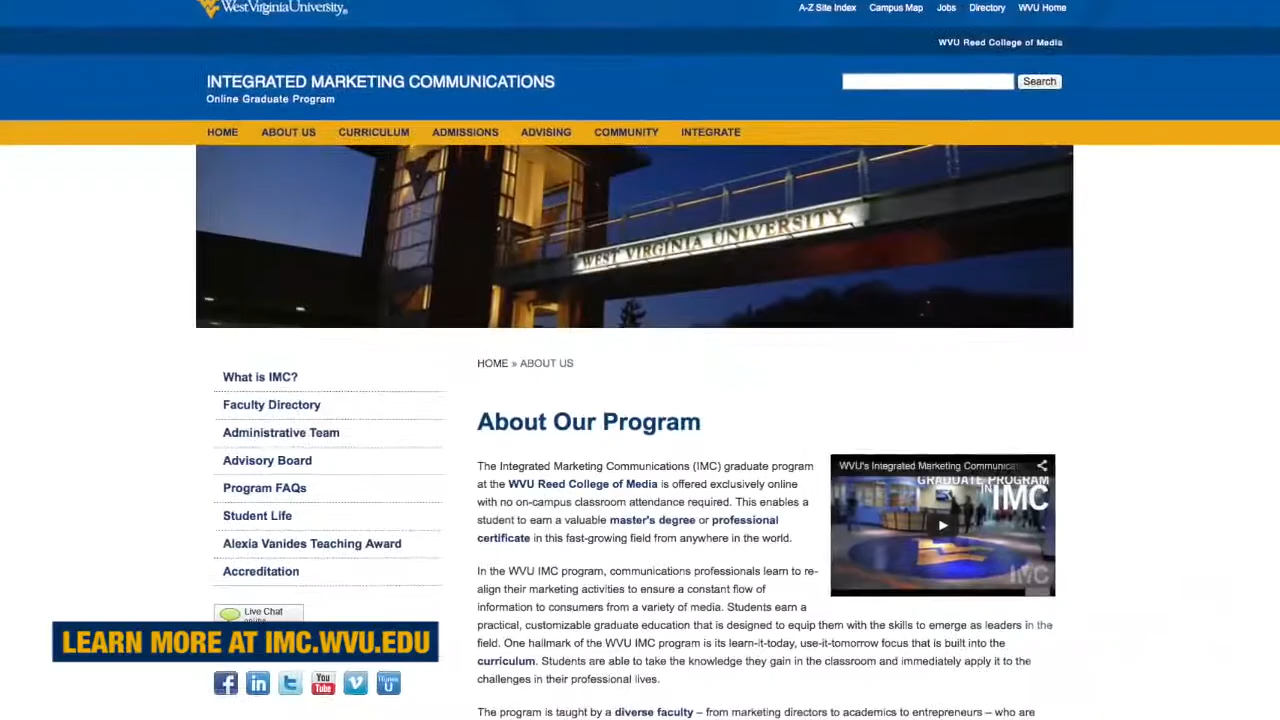 WestVirginiaUniversity®
A-Z Site Index Campus Map Jobs Directory WVU Home
WVU Reed College of Media
INTEGRATED MARKETING COMMUNICATIONS
Online Graduate Program
Search
HOME ABOUT US CURRICULUM ADMISSIONS ADVISING COMMUNITY INTEGRATE
WEST VIRGINIA UNIVERSITY
What is IMC?
Faculty Directory
Administrative Team
Advisory Board
Program FAQs
Student Life
Alexia Vanides Teaching Award
Accreditation
Live Chat
online
LEARN MORE AT IMC.WVU.EDU
You
Tube
iTunes
U
HOME » ABOUT US
About Our Program
The Integrated Marketing Communications (IMC) graduate program
at the WVU Reed College of Media is offered exclusively online
with no on-campus classroom attendance required. This enables a
student to earn a valuable master's degree or professional
certificate in this fast-growing field from anywhere in the world.
WVU's Integrated Marketing Communica
GRADUATE PROGRAM
IN IMC
IMC
In the WVU IMC program, communications professionals learn to re-
align their marketing activities to ensure a constant flow of
information to consumers from a variety of media. Students earn a
practical, customizable graduate education that is designed to equip them with the skills to emerge as leaders in the
field. One hallmark of the WVU IMC program is its learn-it-today, use-it-tomorrow focus that is built into the
curriculum. Students are able to take the knowledge they gain in the classroom and immediately apply it to the
challenges in their professional lives.
The program is taught by a diverse faculty – from marketing directors to academics to entrepreneurs – who are